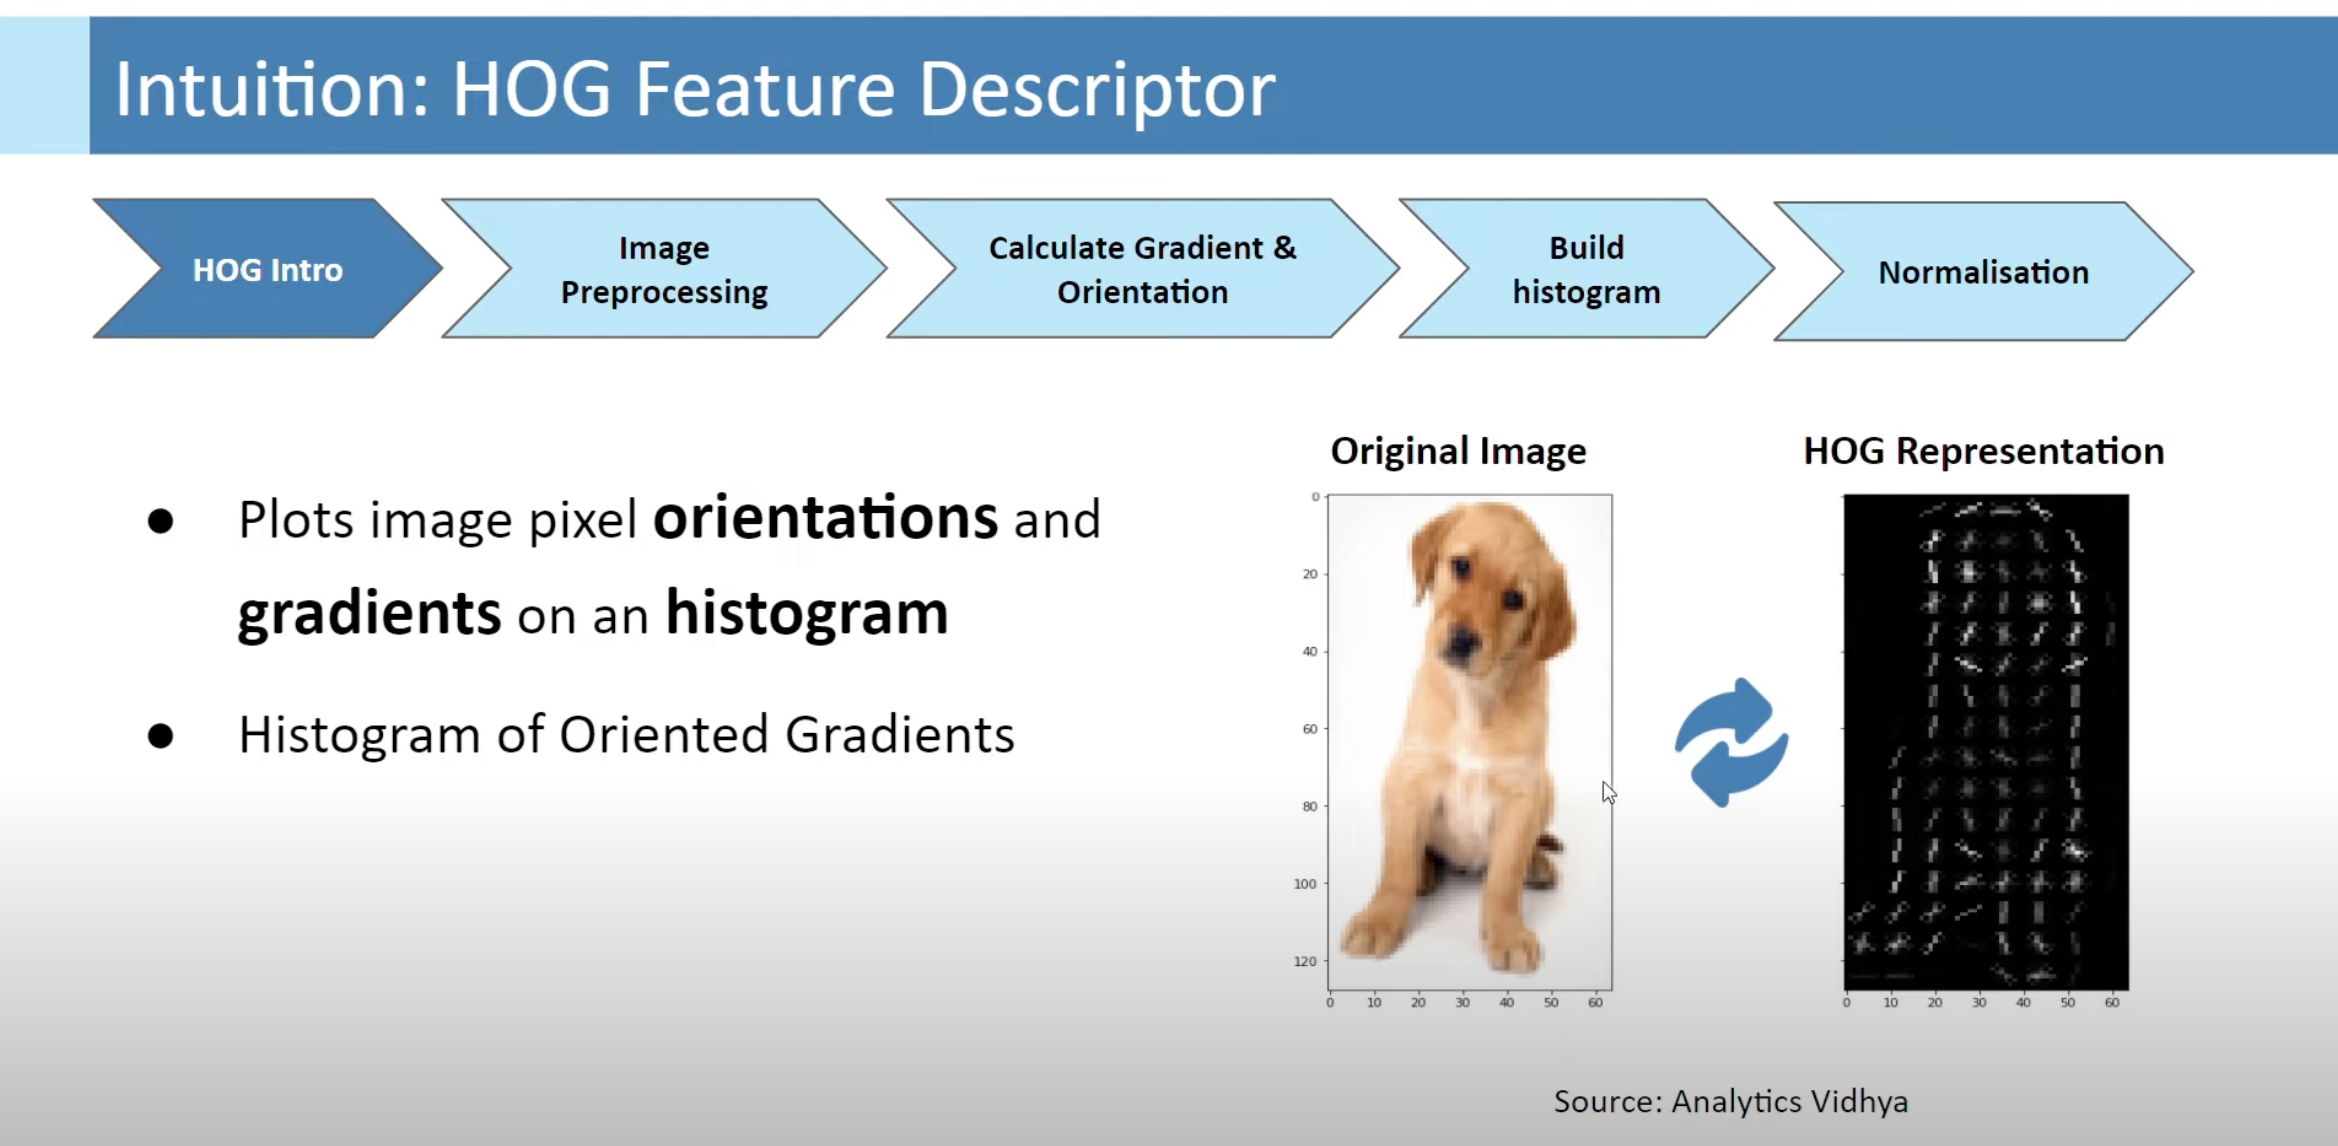 Intuition: HOG Feature Descriptor
HOG Intro
Image
Preprocessing
Calculate Gradient &
Orientation
Build
histogram
Normalisation
● Plots image pixel orientations and
gradients on an histogram
● Histogram of Oriented Gradients
Original Image
0
20
40
60
80
100
120
0 10 20 30 40 50 60
HOG Representation
0 10 20 30 40 50 60
Source: Analytics Vidhya